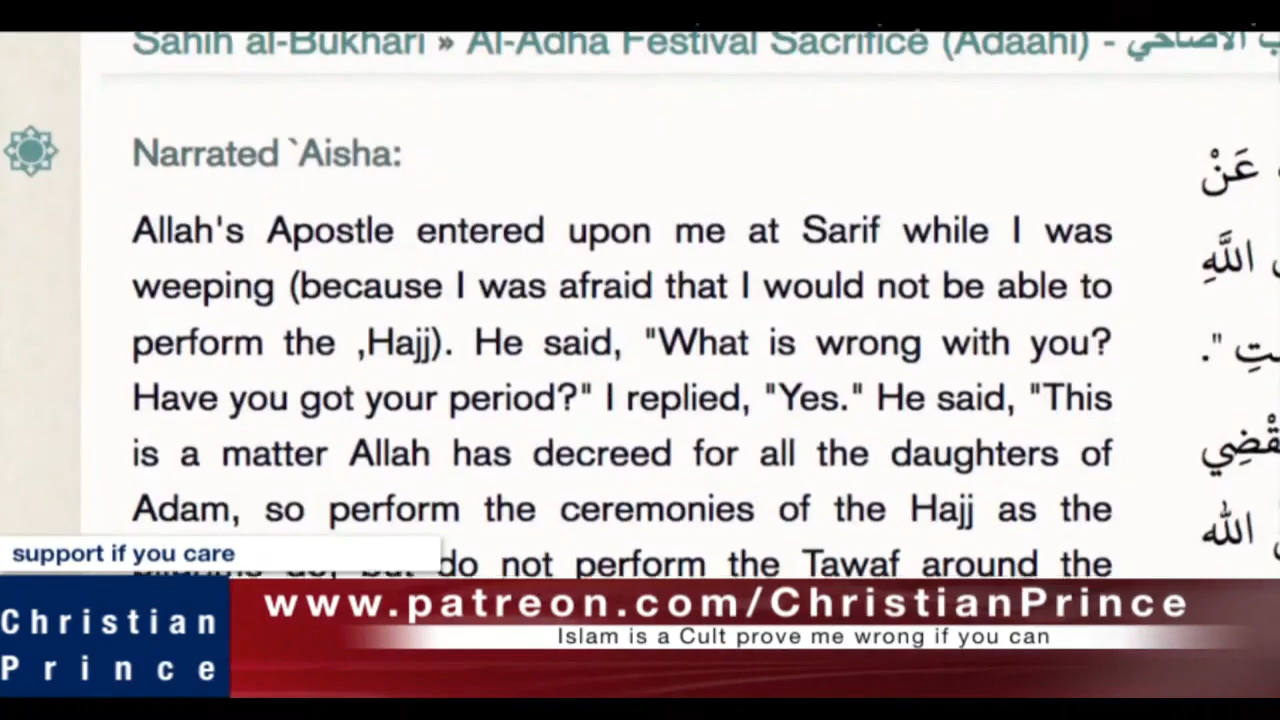 Sahih al-Bukhari » Al-Adha Festival Sacrifice (Adaahi) - ب الأضاحي
Narrated `Aisha:
Allah's Apostle entered upon me at Sarif while I was
weeping (because I was afraid that I would not be able to
perform the ,Hajj). He said, "What is wrong with you?
Have you got your period?" I replied, "Yes." He said, "This
is a matter Allah has decreed for all the daughters of
Adam, so perform the ceremonies of the Hajj as the
pilgrims do, but do not perform the Tawaf around the
عَنْ
اللَّهِ
تِ ".
قْضِي
الله
support if you care
Christian
Prince
www.patreon.com/ChristianPrince
Islam is a Cult prove me wrong if you can